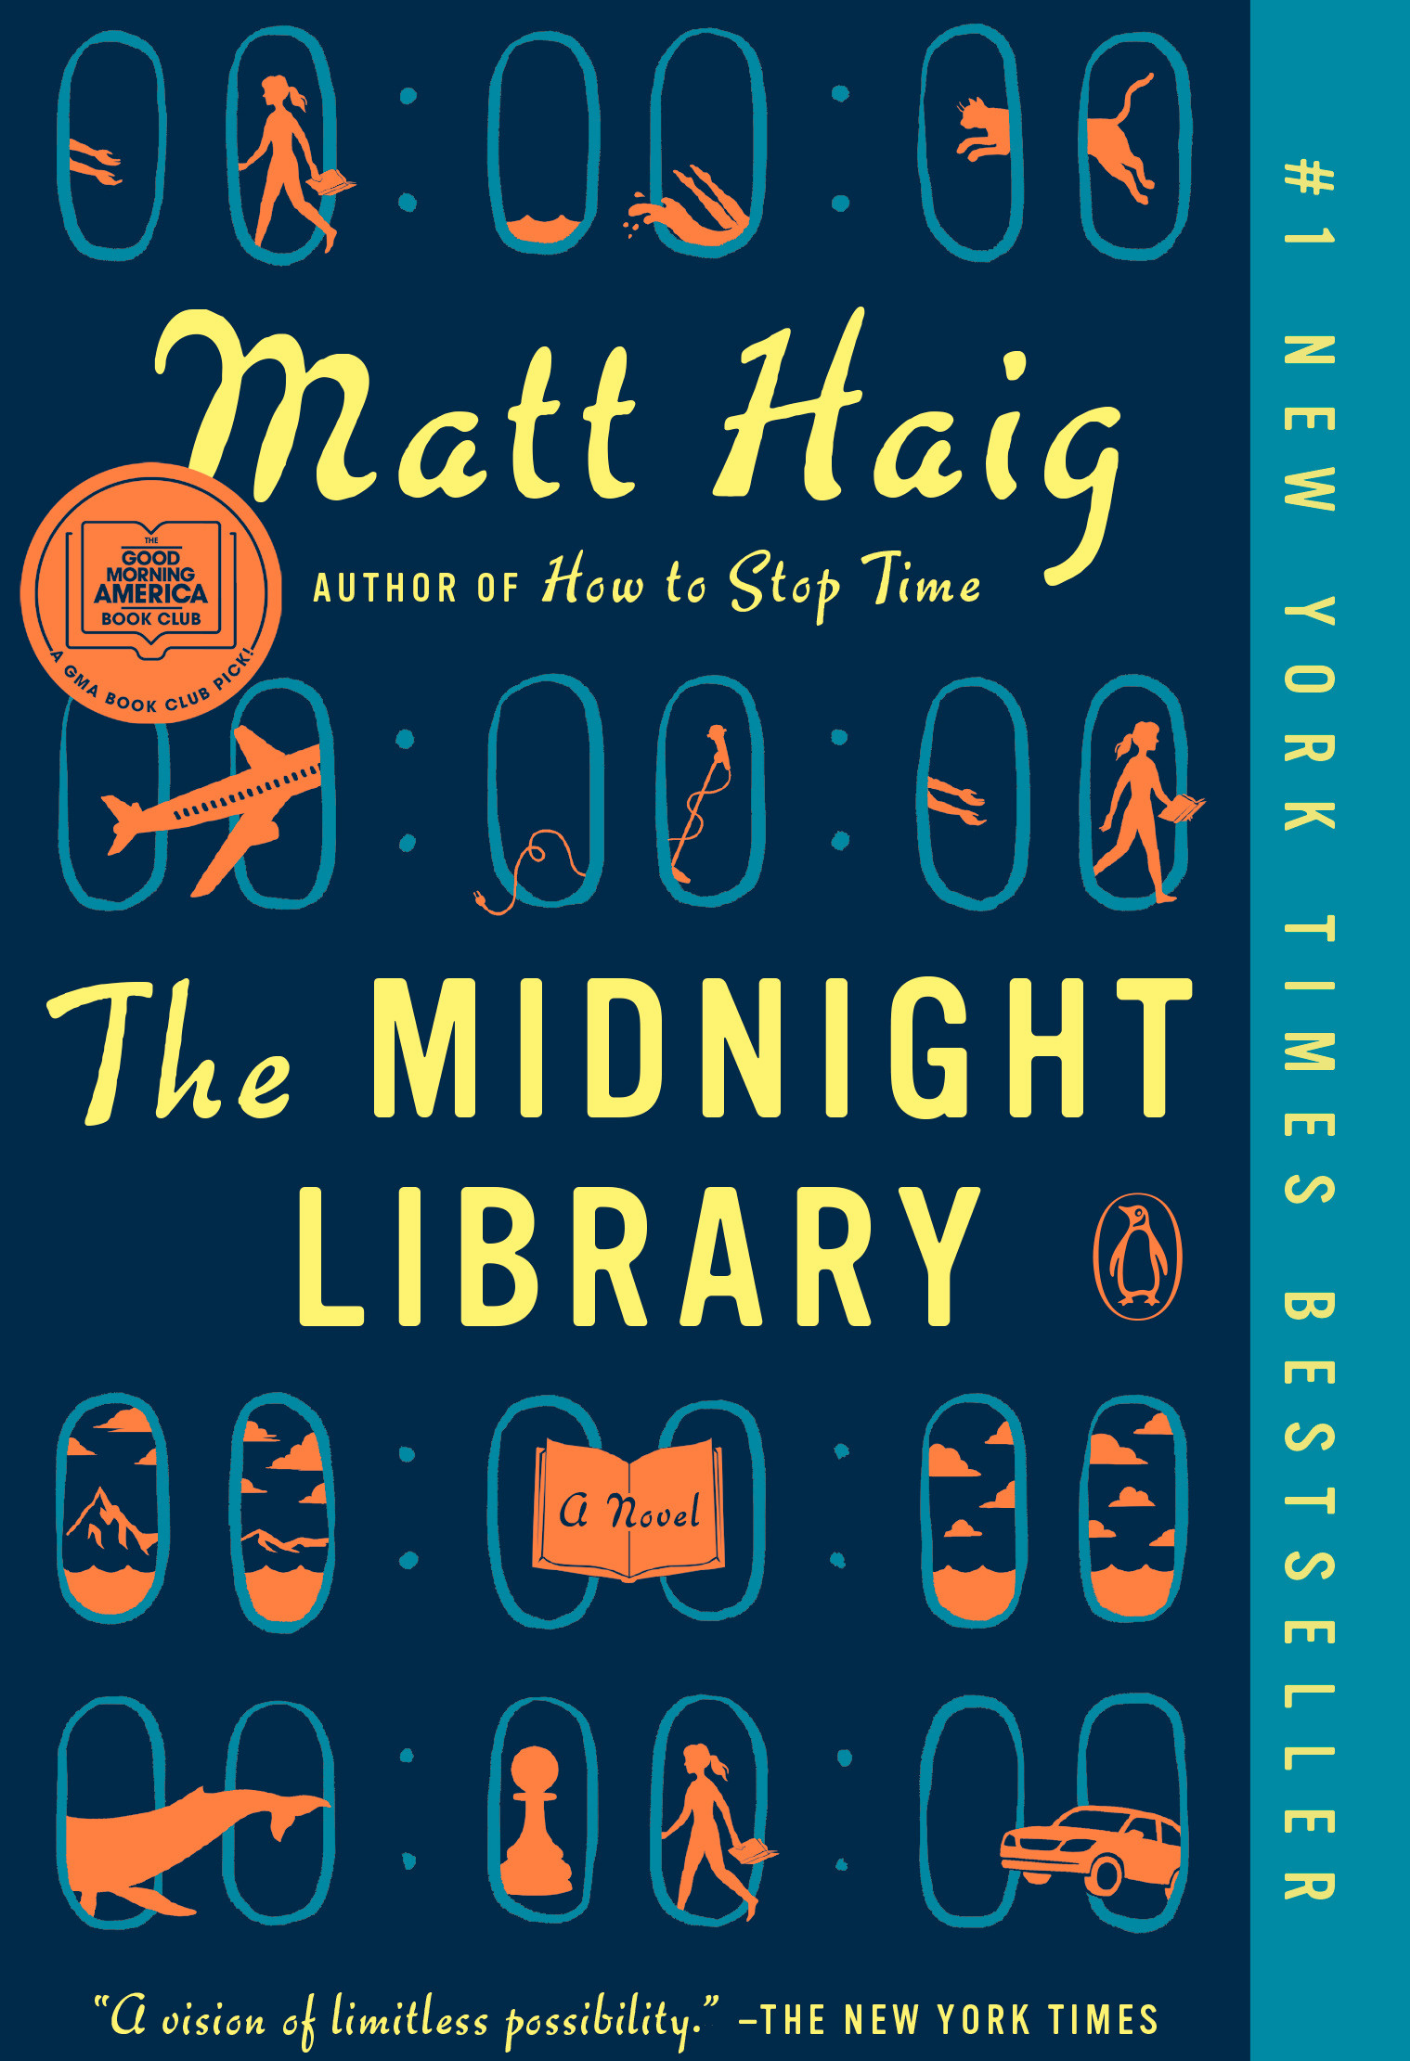 Matt Haig
AUTHOR OF How to Stop Time
THE
GOOD
MORNING
AMERICA
BOOK CLUB
A GMA BOOK CLUB PICK!
The MIDNIGHT
LIBRARY
A Novel
“A vision of limitless possibility.” –THE NEW YORK TIMES
#1 NEW YORK TIMES BESTSELLER